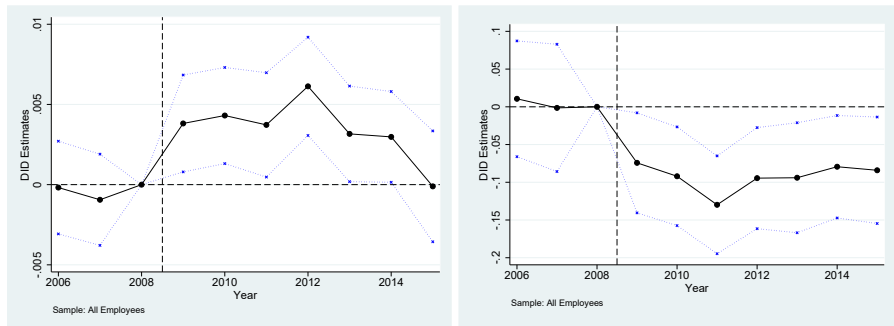 .01
.005
0
-.005
DID Estimates
2006 2008 2010 2012 2014
Year
Sample: All Employees
.1
.05
0
-.05
-.1
-.15
-.2
DID Estimates
2006 2008 2010 2012 2014
Year
Sample: All Employees